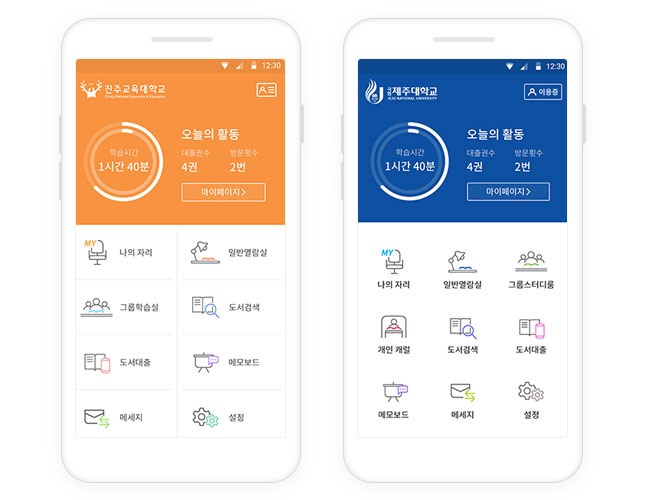 12:30
진주교육대학교
Chinju National University of Education
오늘의 활동
학습시간
1시간 40분
대출권수 방문횟수
4권 2번
마이페이지 >
MY
나의 자리 일반열람실
그룹학습실 도서검색
도서대출 메모보드
메세지 설정
12:30
국립 제주대학교
JEJU NATIONAL UNIVERSITY
이용증
오늘의 활동
학습시간
1시간 40분
대출권수 방문횟수
4권 2번
마이페이지 >
MY
나의 자리 일반열람실 그룹스터디룸
개인 캐럴 도서검색 도서대출
메모보드 메세지 설정